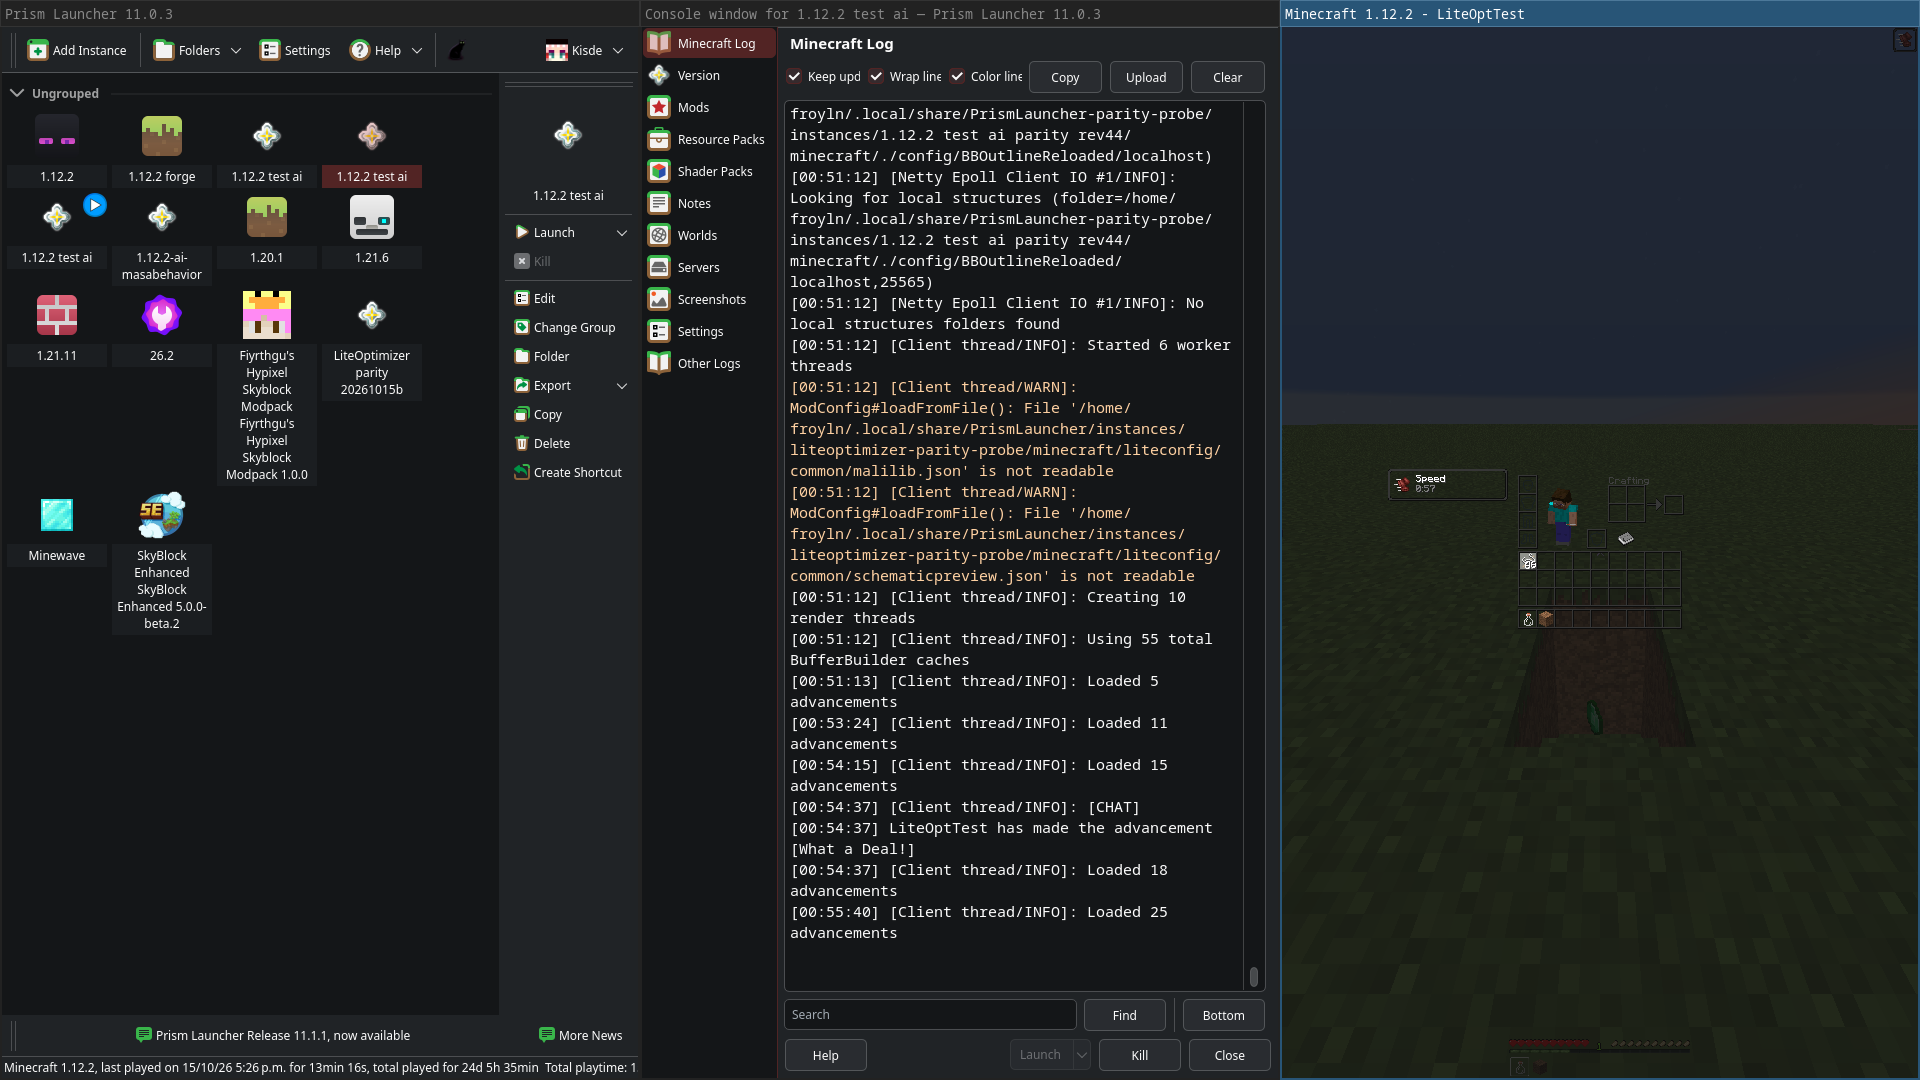 Prism Launcher 11.0.3
Add Instance
Folders
Settings
Help
Kisde
Ungrouped
1.12.2
1.12.2 forge
1.12.2 test ai
1.12.2 test ai
1.12.2 test ai
1.12.2-ai-
masabehavior
1.20.1
1.21.6
1.21.11
26.2
Fiyrthgu's
Hypixel
Skyblock
Modpack
Fiyrthgu's
Hypixel
Skyblock
Modpack 1.0.0
LiteOptimizer
parity
20261015b
Minewave
SkyBlock
Enhanced
SkyBlock
Enhanced 5.0.0-
beta.2
1.12.2 test ai
Launch
Kill
Edit
Change Group
Folder
Export
Copy
Delete
Create Shortcut
Prism Launcher Release 11.1.1, now available
More News
Minecraft 1.12.2, last played on 15/10/26 5:26 p.m. for 13min 16s, total played for 24d 5h 35min
Total playtime: 1
Console window for 1.12.2 test ai — Prism Launcher 11.0.3
Minecraft Log
Version
Mods
Resource Packs
Shader Packs
Notes
Worlds
Servers
Screenshots
Settings
Other Logs
Minecraft Log
Keep upd
Wrap line
Color line
Copy
Upload
Clear
froyln/.local/share/PrismLauncher-parity-probe/
instances/1.12.2 test ai parity rev44/
minecraft/./config/BBOutlineReloaded/localhost)
[00:51:12] [Netty Epoll Client IO #1/INFO]:
Looking for local structures (folder=/home/
froyln/.local/share/PrismLauncher-parity-probe/
instances/1.12.2 test ai parity rev44/
minecraft/./config/BBOutlineReloaded/
localhost,25565)
[00:51:12] [Netty Epoll Client IO #1/INFO]: No
local structures folders found
[00:51:12] [Client thread/INFO]: Started 6 worker
threads
[00:51:12] [Client thread/WARN]:
ModConfig#loadFromFile(): File '/home/
froyln/.local/share/PrismLauncher/instances/
liteoptimizer-parity-probe/minecraft/liteconfig/
common/malilib.json' is not readable
[00:51:12] [Client thread/WARN]:
ModConfig#loadFromFile(): File '/home/
froyln/.local/share/PrismLauncher/instances/
liteoptimizer-parity-probe/minecraft/liteconfig/
common/schematicpreview.json' is not readable
[00:51:12] [Client thread/INFO]: Creating 10
render threads
[00:51:12] [Client thread/INFO]: Using 55 total
BufferBuilder caches
[00:51:13] [Client thread/INFO]: Loaded 5
advancements
[00:53:24] [Client thread/INFO]: Loaded 11
advancements
[00:54:15] [Client thread/INFO]: Loaded 15
advancements
[00:54:37] [Client thread/INFO]: [CHAT]
[00:54:37] LiteOptTest has made the advancement
[What a Deal!]
[00:54:37] [Client thread/INFO]: Loaded 18
advancements
[00:55:40] [Client thread/INFO]: Loaded 25
advancements
Search
Find
Bottom
Help
Launch
Kill
Close
Minecraft 1.12.2 - LiteOptTest
Speed
0:57
Crafting